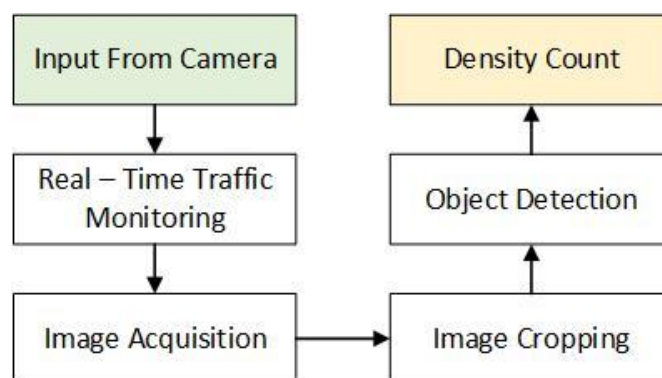 Input From Camera
Real – Time Traffic
Monitoring
Image Acquisition
Image Cropping
Object Detection
Density Count